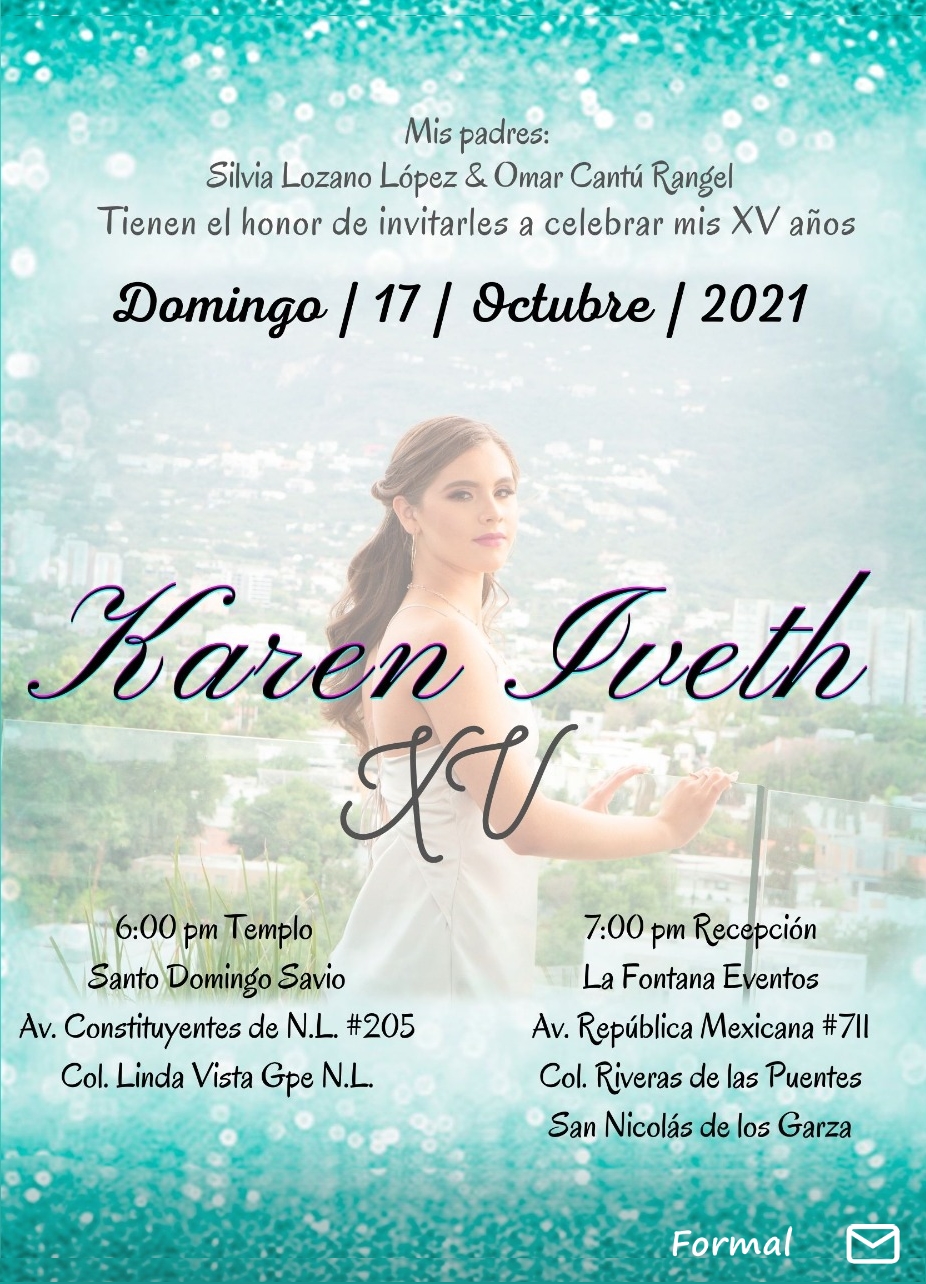 Mis padres:
Silvia Lozano López & Omar Cantú Rangel
Tienen el honor de invitarles a celebrar mis XV años
Domingo / 17 / Octubre / 2021
Karen Iveth
XV
6:00 pm Templo
Santo Domingo Savio
Av. Constituyentes de N.L. #205
Col. Linda Vista Gpe N.L.
7:00 pm Recepción
La Fontana Eventos
Av. República Mexicana #711
Col. Riveras de las Puentes
San Nicolás de los Garza
Formal